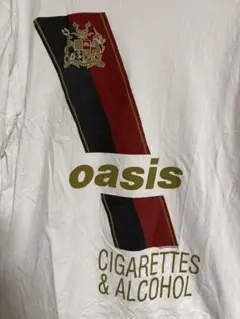 oasis
CIGARETTES
& ALCOHOL